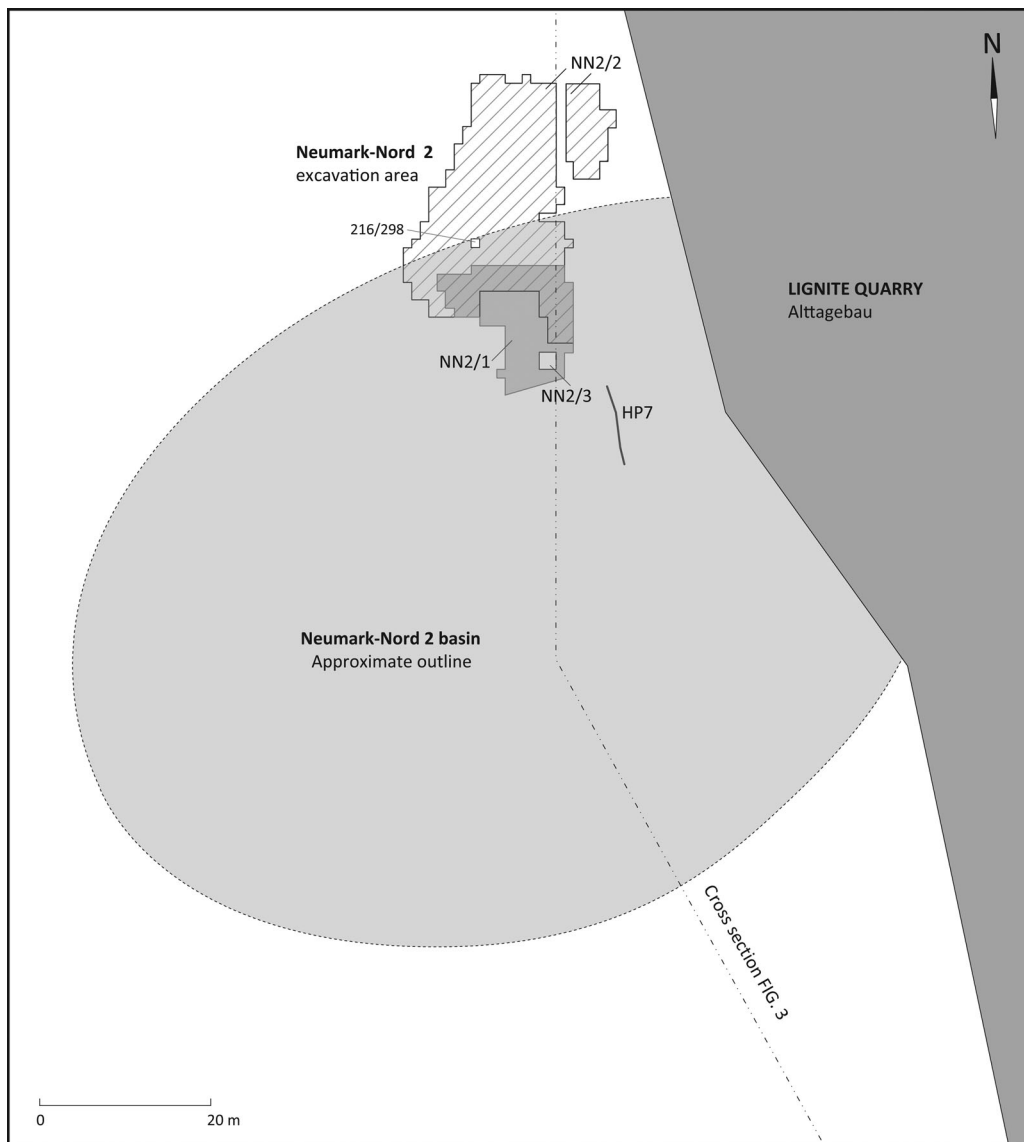 N
NN2/2
Neumark-Nord 2
excavation area
216/298
LIGNITE QUARRY
Alttagebau
NN2/1
NN2/3
HP7
Neumark-Nord 2 basin
Approximate outline
Cross section FIG. 3
0
20 m